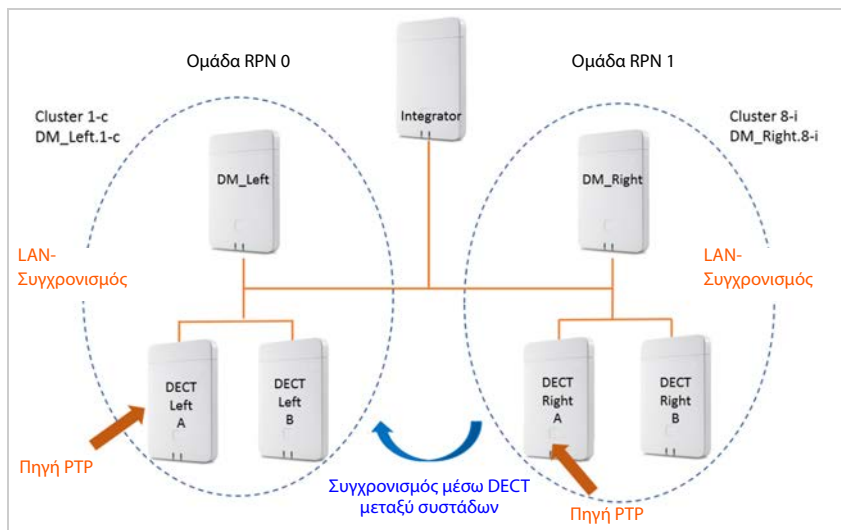 Ομάδα RPN 0
Ομάδα RPN 1
Integrator
Cluster 1-c
DM_Left.1-c
Cluster 8-i
DM_Right.8-i
DM_Left
DM_Right
LAN-
Συγχρονισμός
LAN-
Συγχρονισμός
DECT
Left
A
DECT
Left
B
DECT
Right
A
DECT
Right
B
Πηγή PTP
Συγχρονισμός μέσω DECT
μεταξύ συστάδων
Πηγή PTP